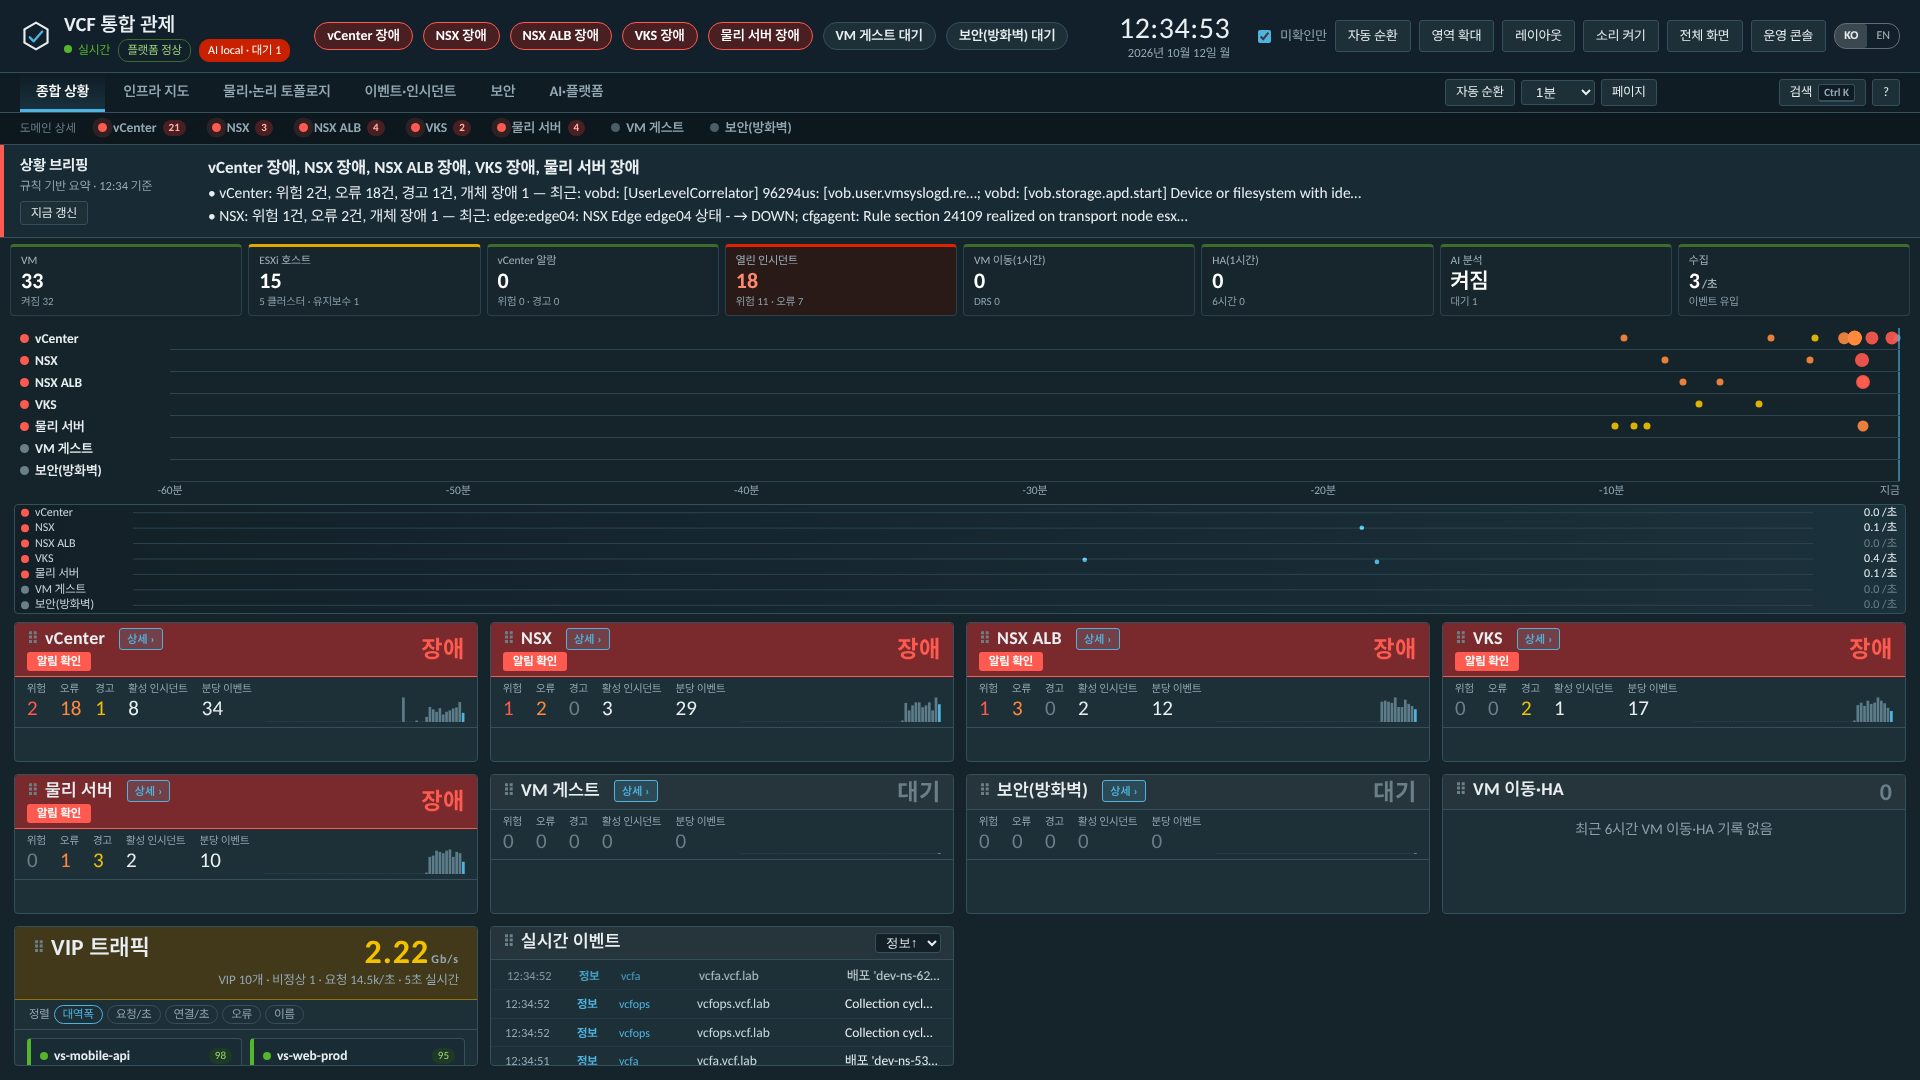 VCF 통합 관제
실시간 플랫폼 정상 AI local · 대기 1
vCenter 장애 NSX 장애 NSX ALB 장애 VKS 장애 물리 서버 장애 VM 게스트 대기 보안(방화벽) 대기
12:34:53
2026년 10월 12일 월
미확인만 자동 순환 영역 확대 레이아웃 소리 켜기 전체 화면 운영 콘솔 KO EN
종합 상황 인프라 지도 물리·논리 토폴로지 이벤트·인시던트 보안 AI·플랫폼
자동 순환 1분 페이지 검색 Ctrl K ?
도메인 상세 vCenter 21 NSX 3 NSX ALB 4 VKS 2 물리 서버 4 VM 게스트 보안(방화벽)
상황 브리핑
규칙 기반 요약 · 12:34 기준
지금 갱신
vCenter 장애, NSX 장애, NSX ALB 장애, VKS 장애, 물리 서버 장애
• vCenter: 위험 2건, 오류 18건, 경고 1건, 개체 장애 1 — 최근: vobd: [UserLevelCorrelator] 96294us: [vob.user.vmsyslogd.re...; vobd: [vob.storage.apd.start] Device or filesystem with ide...
• NSX: 위험 1건, 오류 2건, 개체 장애 1 — 최근: edge:edge04: NSX Edge edge04 상태 - → DOWN; cfgagent: Rule section 24109 realized on transport node esx...
VM
33
켜짐 32
ESXi 호스트
15
5 클러스터 · 유지보수 1
vCenter 알람
0
위험 0 · 경고 0
열린 인시던트
18
위험 11 · 오류 7
VM 이동(1시간)
0
DRS 0
HA(1시간)
0
6시간 0
AI 분석
켜짐
대기 1
수집
3 /초
이벤트 유입
vCenter
NSX
NSX ALB
VKS
물리 서버
VM 게스트
보안(방화벽)
-60분 -50분 -40분 -30분 -20분 -10분 지금
vCenter 0.0 /초
NSX 0.1 /초
NSX ALB 0.0 /초
VKS 0.4 /초
물리 서버 0.1 /초
VM 게스트 0.0 /초
보안(방화벽) 0.0 /초
vCenter 상세 › 장애
알림 확인
위험 오류 경고 활성 인시던트 분당 이벤트
2 18 1 8 34
NSX 상세 › 장애
알림 확인
위험 오류 경고 활성 인시던트 분당 이벤트
1 2 0 3 29
NSX ALB 상세 › 장애
알림 확인
위험 오류 경고 활성 인시던트 분당 이벤트
1 3 0 2 12
VKS 상세 › 장애
알림 확인
위험 오류 경고 활성 인시던트 분당 이벤트
0 0 2 1 17
물리 서버 상세 › 장애
알림 확인
위험 오류 경고 활성 인시던트 분당 이벤트
0 1 3 2 10
VM 게스트 상세 › 대기
위험 오류 경고 활성 인시던트 분당 이벤트
0 0 0 0 0
보안(방화벽) 상세 › 대기
위험 오류 경고 활성 인시던트 분당 이벤트
0 0 0 0 0
VM 이동·HA 0
최근 6시간 VM 이동·HA 기록 없음
VIP 트래픽 2.22 Gb/s
VIP 10개 · 비정상 1 · 요청 14.5k/초 · 5초 실시간
정렬 대역폭 요청/초 연결/초 오류 이름
vs-mobile-api 98 vs-web-prod 95
실시간 이벤트 정보↑
12:34:52 정보 vcfa vcfa.vcf.lab 배포 'dev-ns-62...
12:34:52 정보 vcfops vcfops.vcf.lab Collection cycl...
12:34:52 정보 vcfops vcfops.vcf.lab Collection cycl...
12:34:51 정보 vcfa vcfa.vcf.lab 배포 'dev-ns-53...